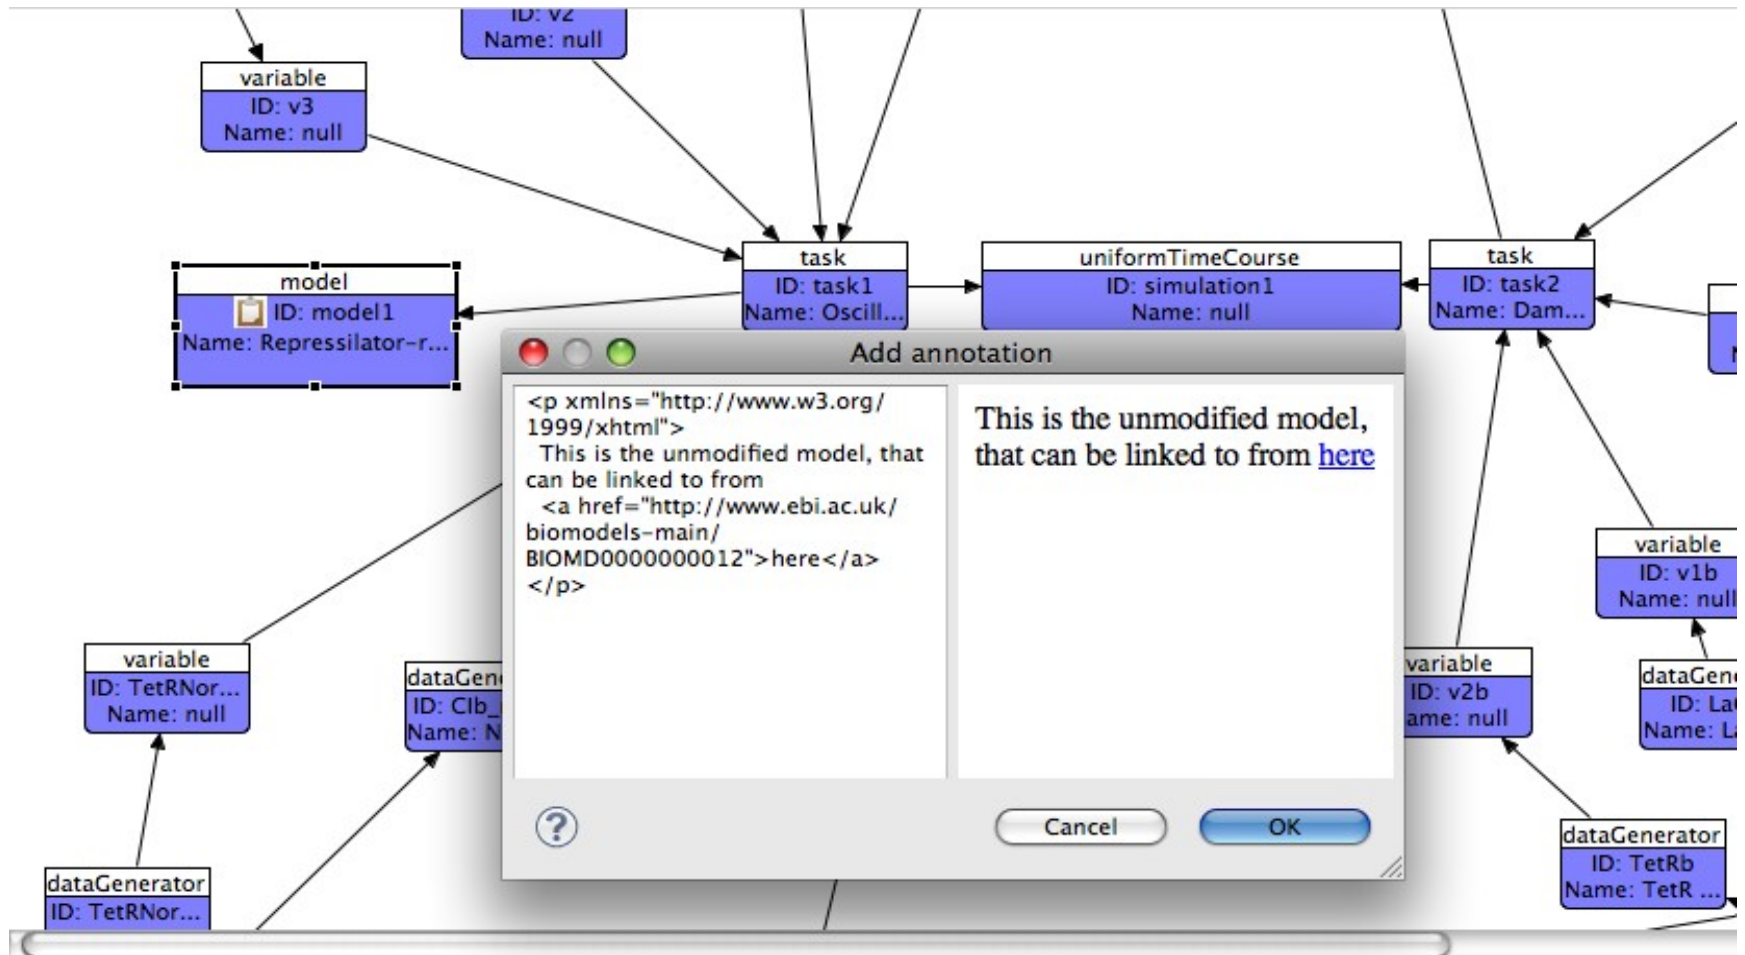 ID: v2
Name: null
variable
ID: v3
Name: null
model
ID: model1
Name: Repressilator-r...
task
ID: task1
Name: Oscill...
uniformTimeCourse
ID: simulation1
Name: null
task
ID: task2
Name: Dam...
Add annotation
<p xmlns="http://www.w3.org/
1999/xhtml">
This is the unmodified model, that
can be linked to from
<a href="http://www.ebi.ac.uk/
biomodels-main/
BIOMD0000000012">here</a>
</p>
This is the unmodified model,
that can be linked to from here
Cancel
OK
variable
ID: v1b
Name: null
variable
ID: TetRNor...
Name: null
dataGen
ID: CIb_
Name: N
variable
ID: v2b
ame: null
dataGene
ID: La
Name: La
dataGenerator
ID: TetRb
Name: TetR ...
dataGenerator
ID: TetRNor...